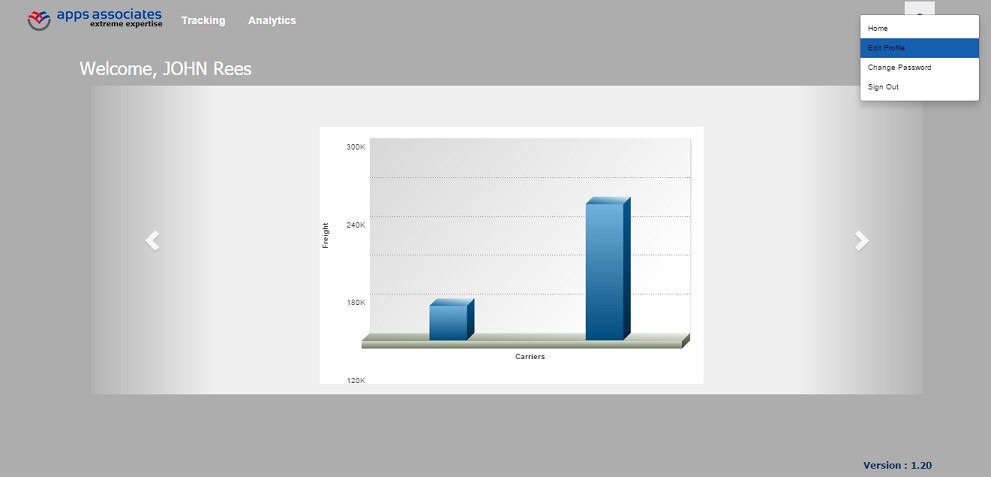 apps associates
extreme expertise
Tracking
Analytics
Home
Edit Profile
Change Password
Sign Out
Welcome, JOHN Rees
300K
240K
Freight
180K
Carriers
120K
Version : 1.20